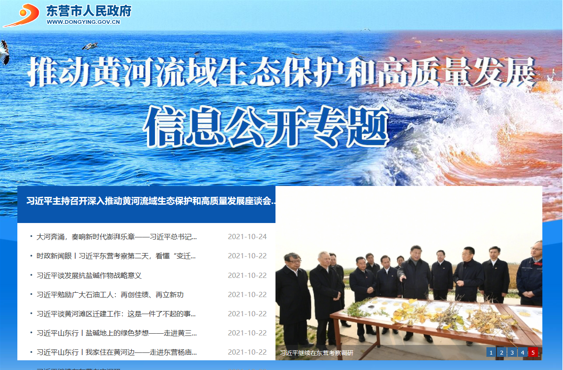 东营市人民政府
WWW.DONGYING.GOV.CN
推动黄河流域生态保护和高质量发展
信息公开专题
习近平主持召开深入推动黄河流域生态保护和高质量发展座谈会...
大河奔涌，奏响新时代澎湃乐章——习近平总书记... 2021-10-24
时政新闻眼丨习近平东营考察第二天，看懂“变迁... 2021-10-22
习近平谈发展抗盐碱作物战略意义 2021-10-22
习近平勉励广大石油工人：再创佳绩、再立新功 2021-10-22
习近平谈黄河滩区迁建工作：这是一件了不起的事... 2021-10-22
习近平山东行丨盐碱地上的绿色梦想——走进黄三... 2021-10-22
习近平山东行丨我家住在黄河边——走进东营杨庙... 2021-10-22
习近平继续在东营考察调研
1 2 3 4 5